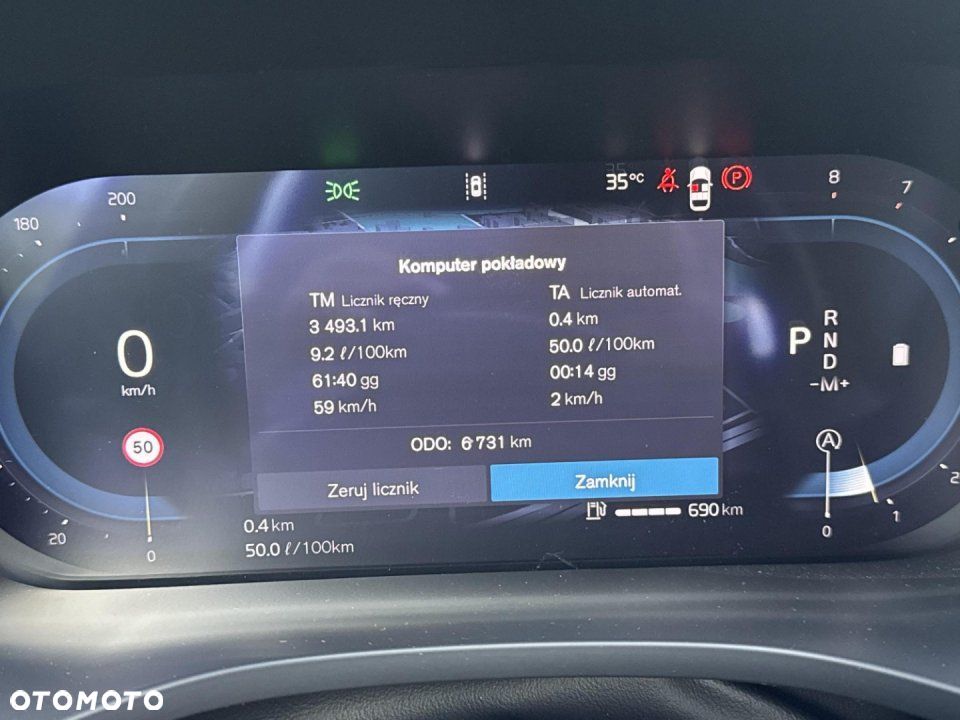 180
200
35°C
P
8
7
Komputer pokładowy
TM Licznik ręczny
3 493.1 km
9.2 ℓ/100km
61:40 gg
59 km/h
TA Licznik automat.
0.4 km
50.0 ℓ/100km
00:14 gg
2 km/h
ODO: 6731 km
Zeruj licznik
Zamknij
0
km/h
50
20
0
P
R
N
D
-M+
A
0
1
2
0.4 km
50.0 ℓ/100km
690 km
OTOMOTO